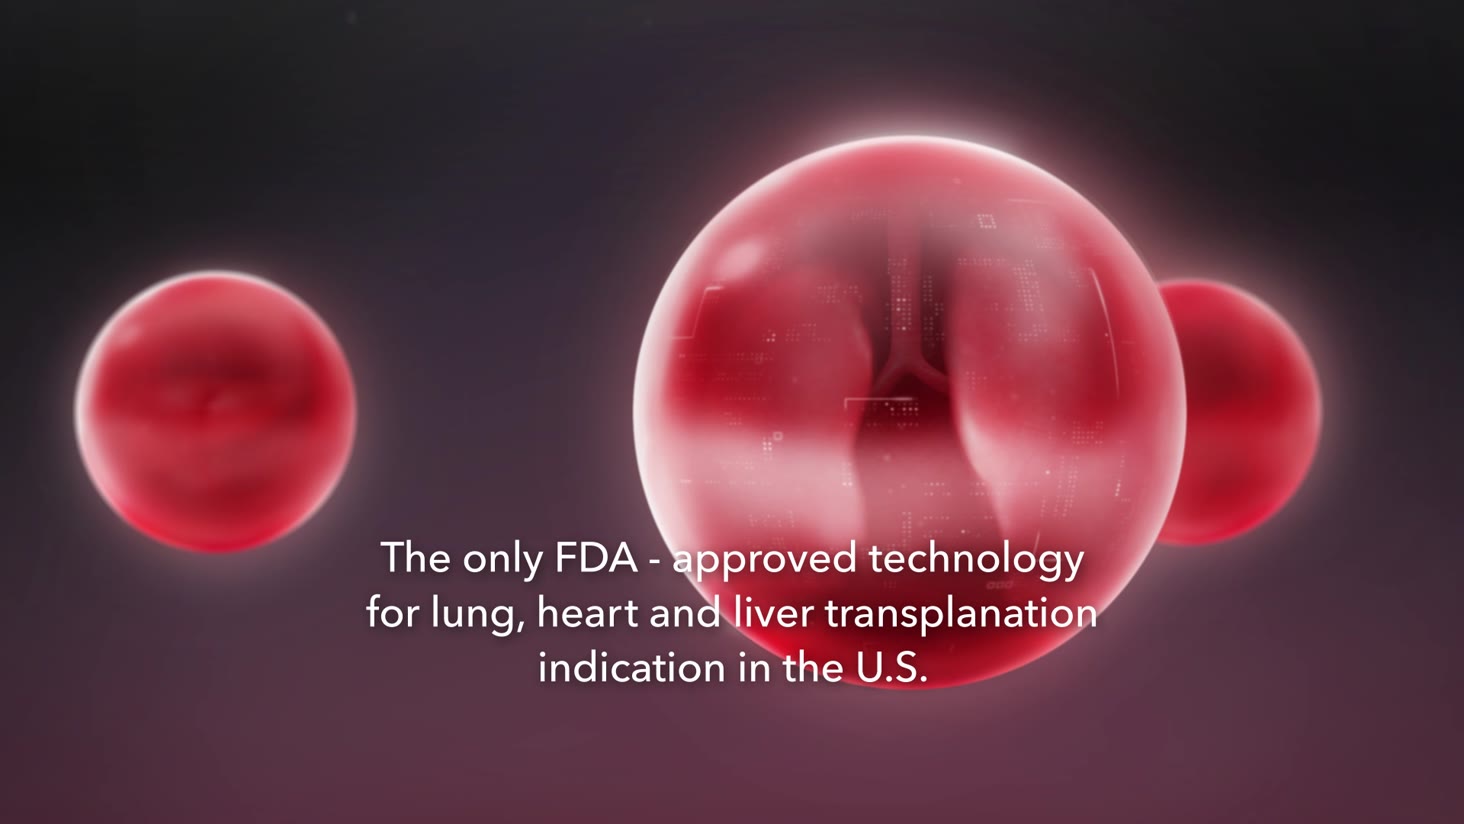 The only FDA - approved technology
for lung, heart and liver transplanation
indication in the U.S.